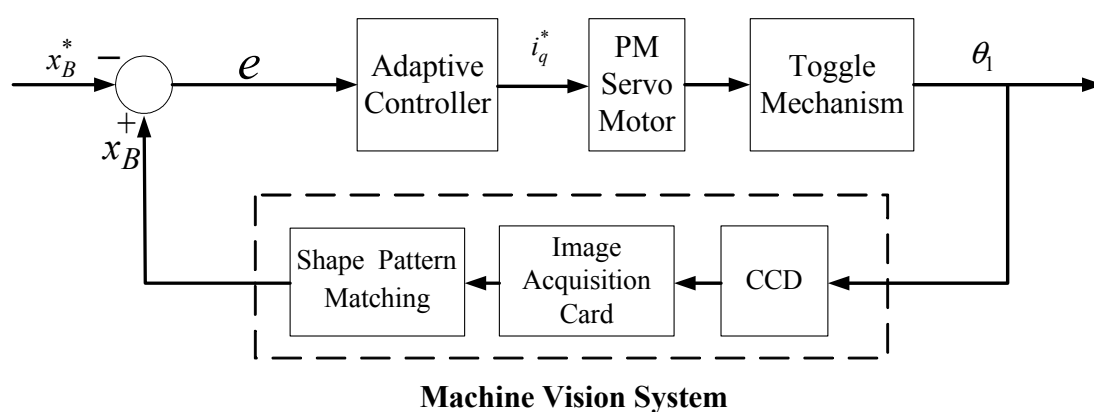 x_B^*
−
e
Adaptive
Controller
i_q^*
PM
Servo
Motor
Toggle
Mechanism
θ_1
+
x_B
Shape Pattern
Matching
Image
Acquisition
Card
CCD
Machine Vision System